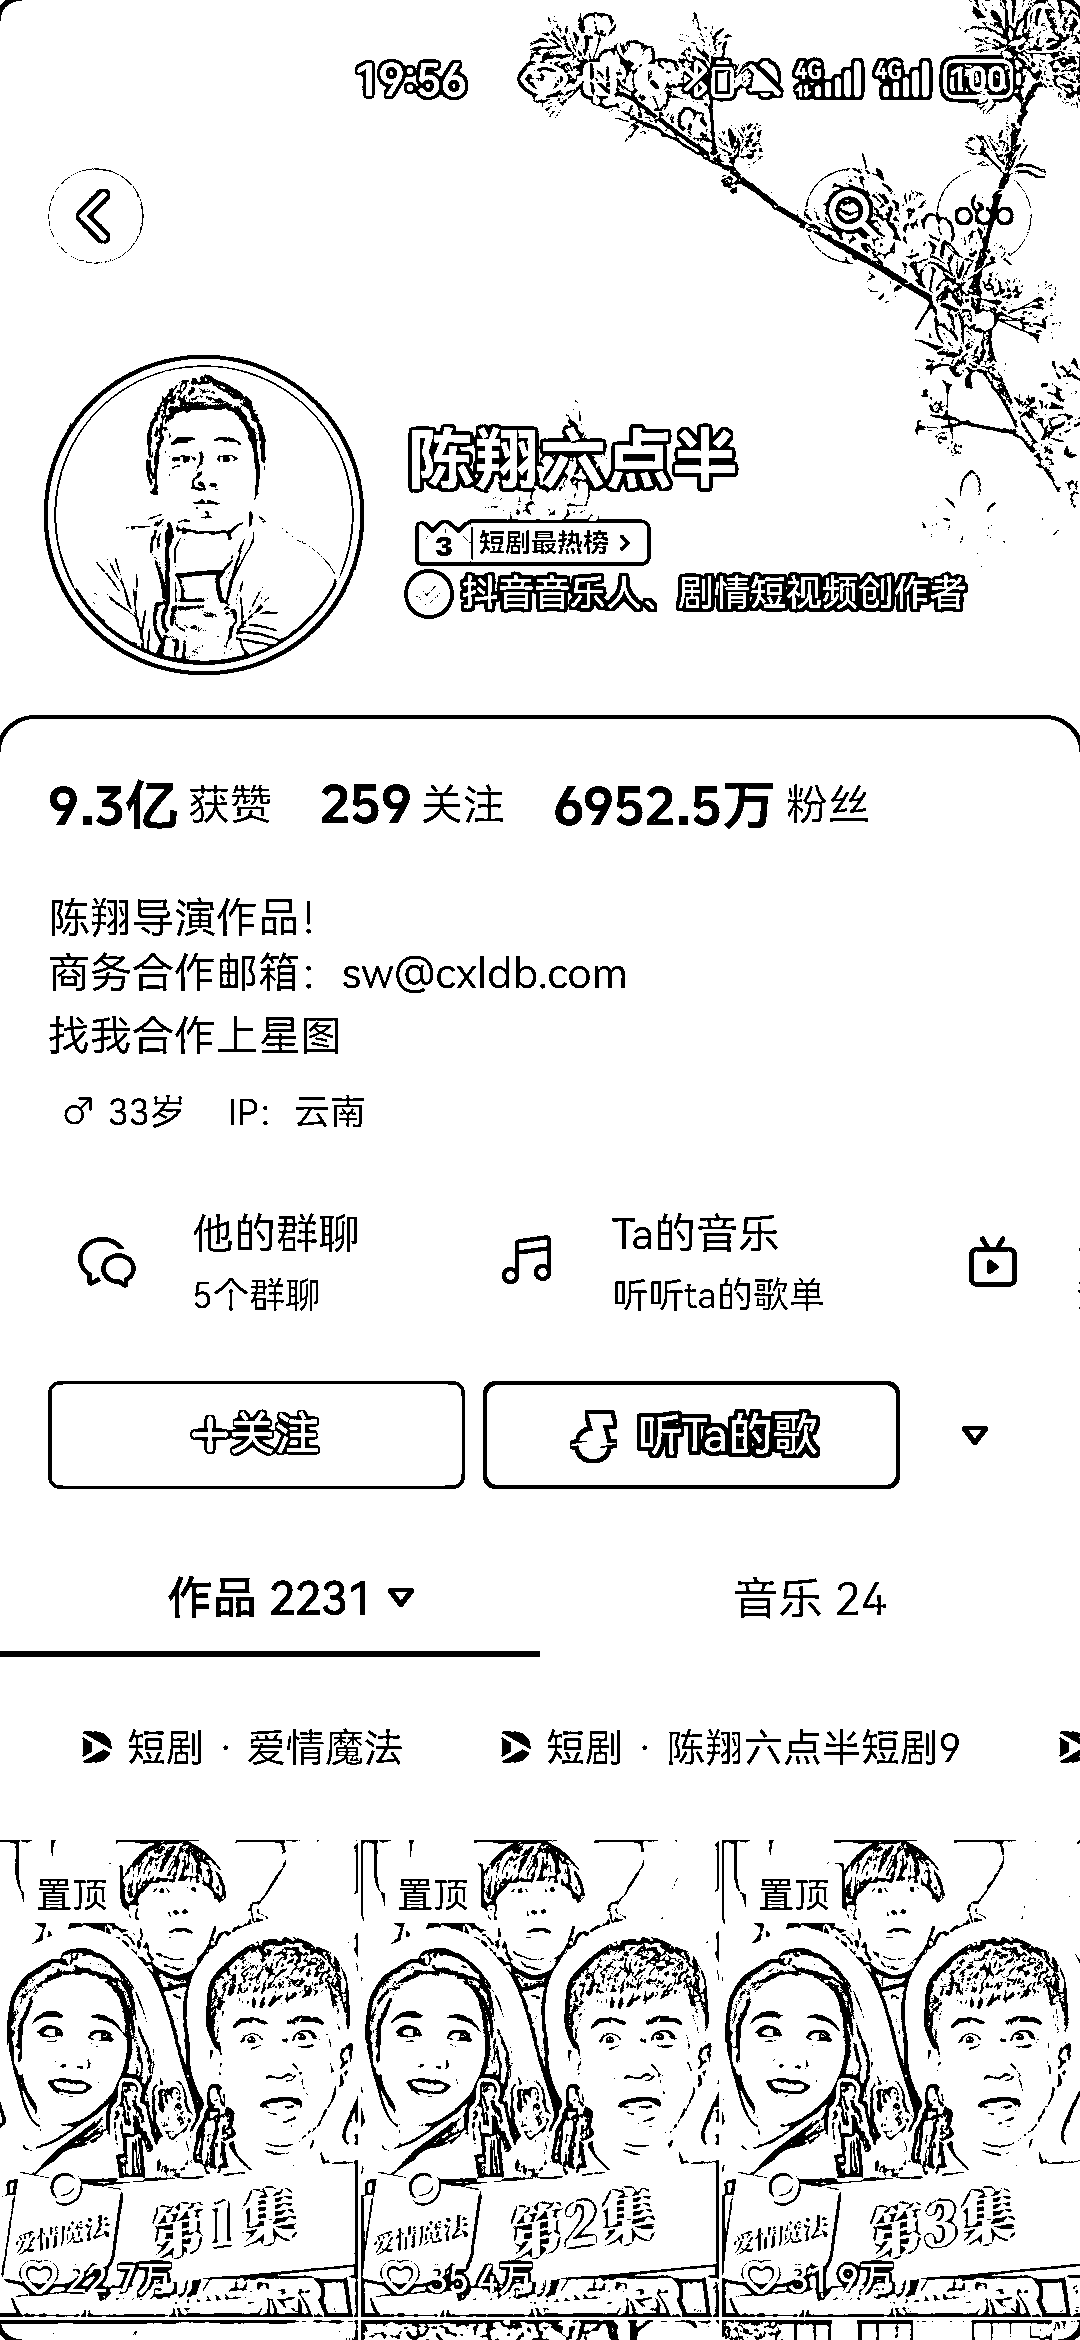 19:56 4G 4G 100
陈翔六点半
3 短剧最热榜 >
抖音音乐人、剧情短视频创作者
9.3亿 获赞 259 关注 6952.5万 粉丝
陈翔导演作品！
商务合作邮箱：sw@cxldb.com
找我合作上星图
♂ 33岁 IP：云南
他的群聊 Ta的音乐
5个群聊 听听ta的歌单
+关注 听Ta的歌
作品 2231 音乐 24
短剧 · 爱情魔法 短剧 · 陈翔六点半短剧9
置顶 置顶 置顶
爱情魔法 第1集 爱情魔法 第2集 爱情魔法 第3集
22.7万 35.4万 31.9万